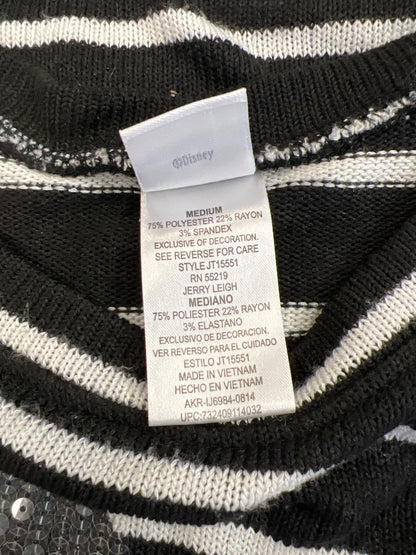 ©Disney
MEDIUM
75% POLYESTER 22% RAYON
3% SPANDEX
EXCLUSIVE OF DECORATION.
SEE REVERSE FOR CARE
STYLE JT15551
RN 55219
JERRY LEIGH
MEDIANO
75% POLIESTER 22% RAYON
3% ELASTANO
EXCLUSIVO DE DECORACION.
VER REVERSO PARA EL CUIDADO
ESTILO JT15551
MADE IN VIETNAM
HECHO EN VIETNAM
AKR-IJ6984-0814
UPC:732409114032